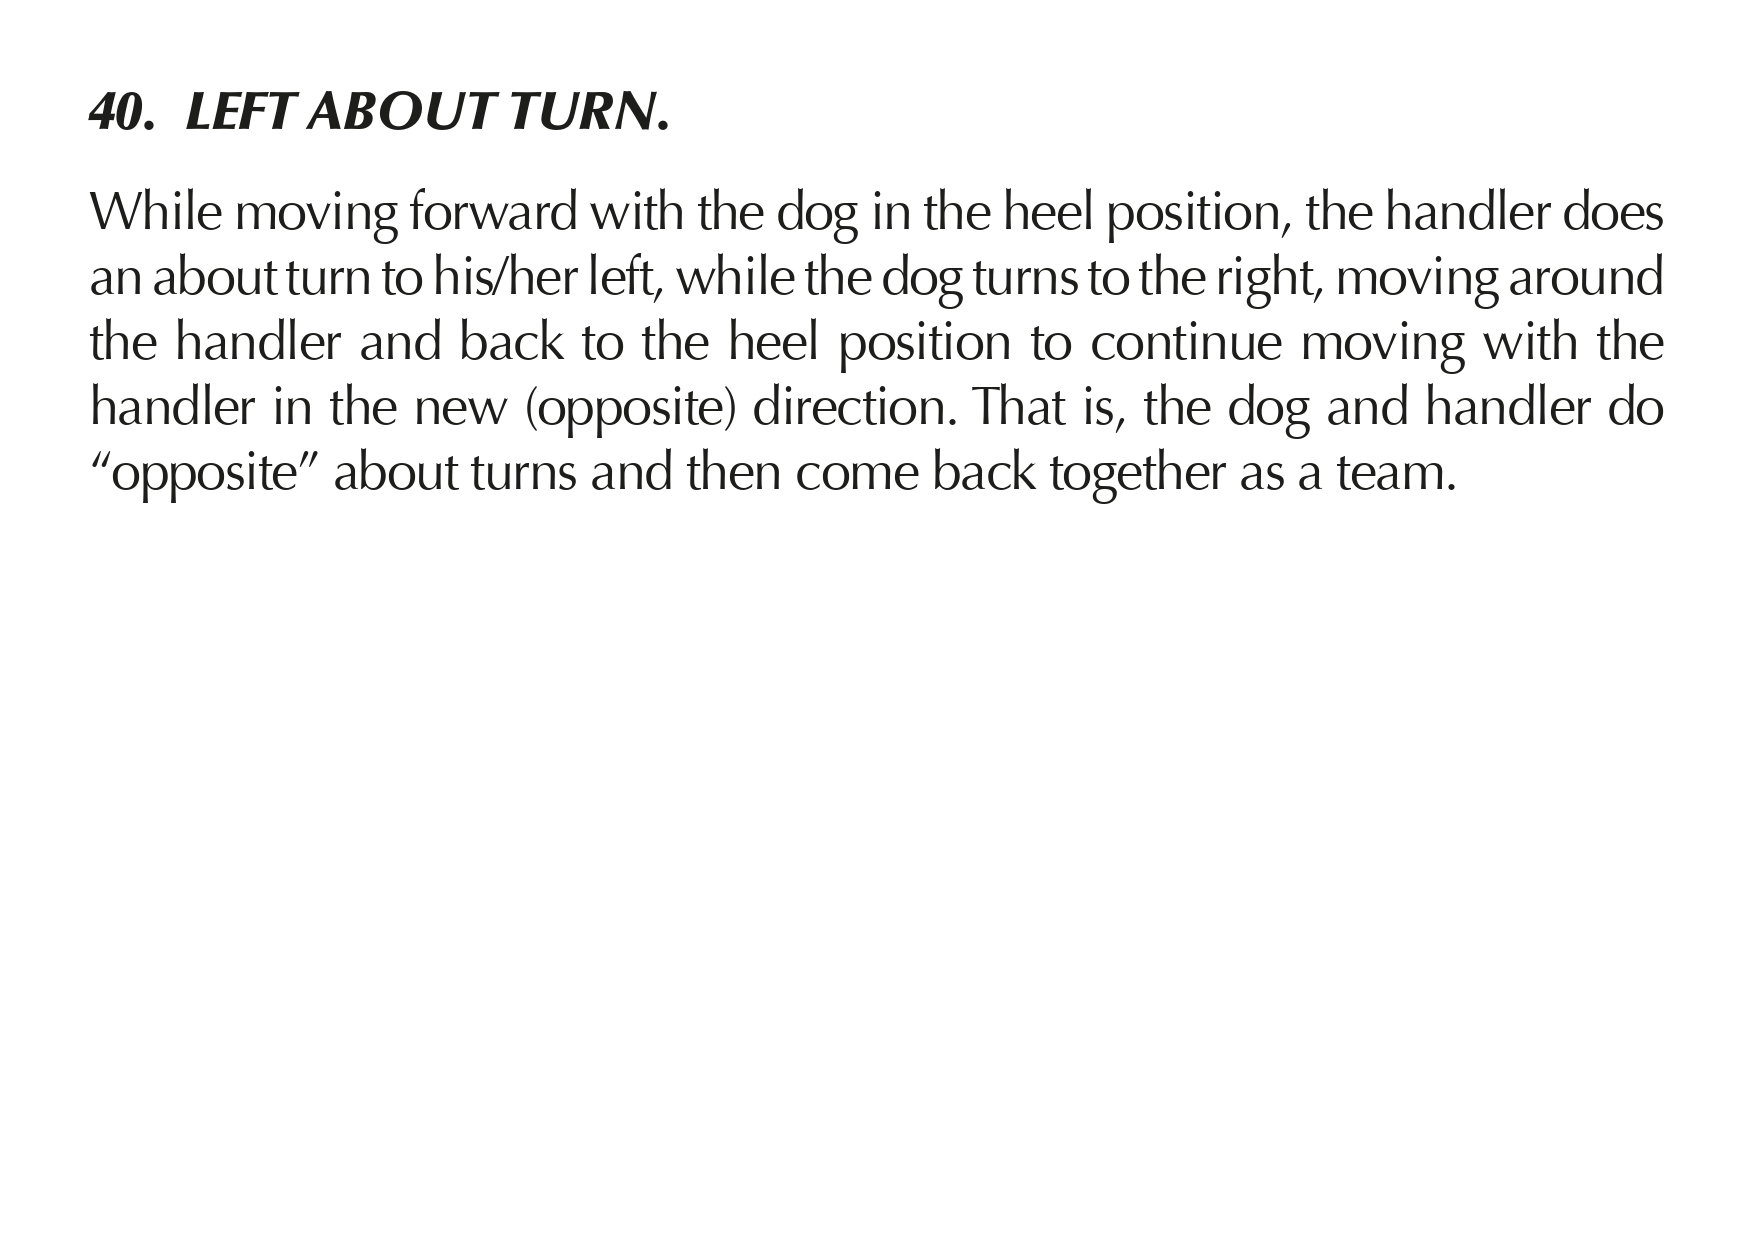 40. LEFT ABOUT TURN.
While moving forward with the dog in the heel position, the handler does
an about turn to his/her left, while the dog turns to the right, moving around
the handler and back to the heel position to continue moving with the
handler in the new (opposite) direction. That is, the dog and handler do
“opposite” about turns and then come back together as a team.